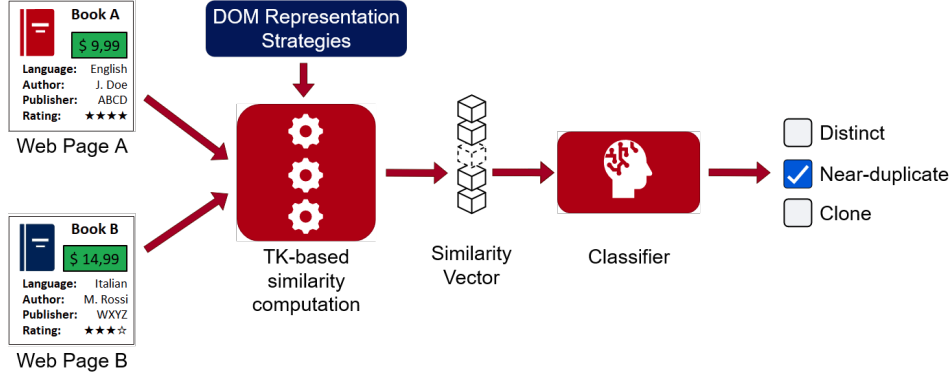 Book A
$ 9,99
Language: English
Author: J. Doe
Publisher: ABCD
Rating: ★★★★
Web Page A
Book B
$ 14,99
Language: Italian
Author: M. Rossi
Publisher: WXYZ
Rating: ★★★☆
Web Page B
DOM Representation
Strategies
TK-based
similarity
computation
Similarity
Vector
Classifier
Distinct
Near-duplicate
Clone